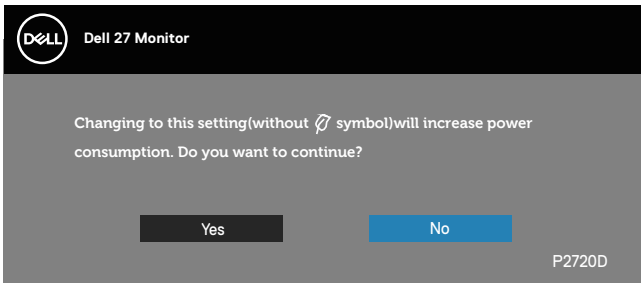 DELL Dell 27 Monitor
Changing to this setting(without symbol)will increase power
consumption. Do you want to continue?
Yes No
P2720D